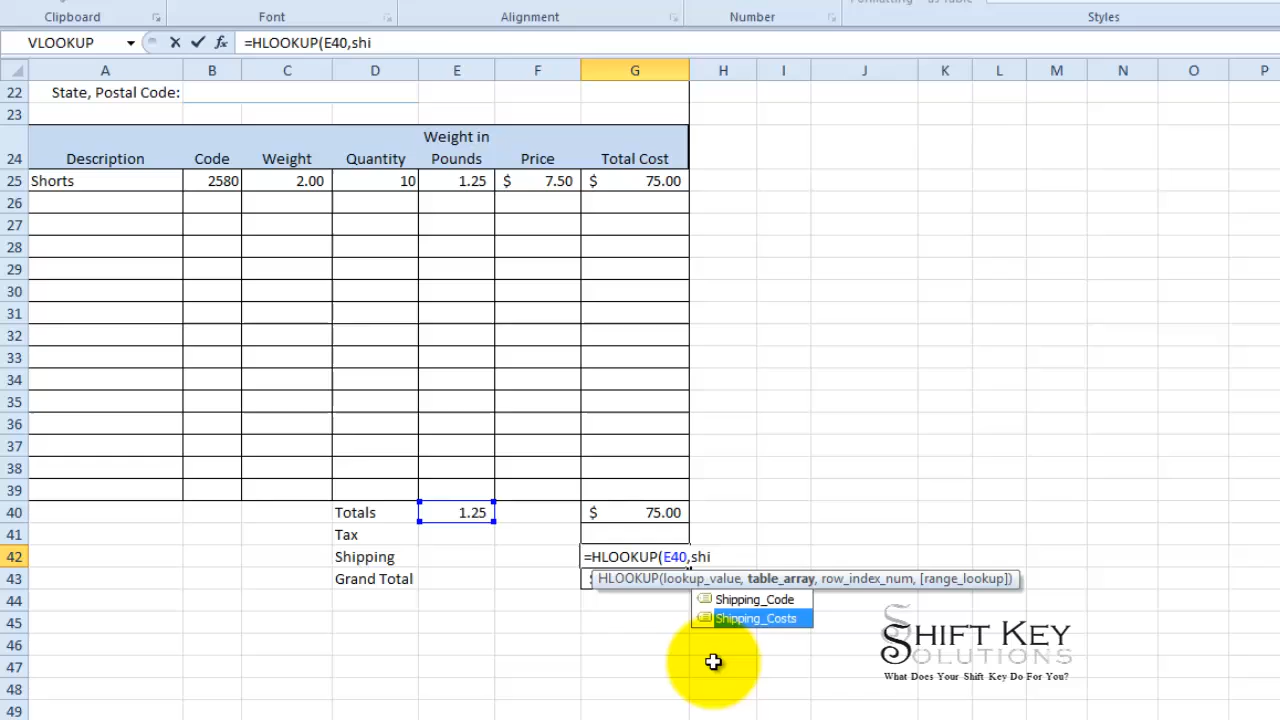 Clipboard Font Alignment Number Styles
VLOOKUP fx =HLOOKUP(E40,shi
A B C D E F G H I J K L M N O P
22 State, Postal Code:
23
Weight in
24 Description Code Weight Quantity Pounds Price Total Cost
25 Shorts 2580 2.00 10 1.25 $ 7.50 $ 75.00
26
27
28
29
30
31
32
33
34
35
36
37
38
39
40 Totals 1.25 $ 75.00
41 Tax
42 Shipping =HLOOKUP(E40,shi
43 Grand Total HLOOKUP(lookup_value, table_array, row_index_num, [range_lookup])
44 Shipping_Code
45 Shipping_Costs
46
47
48
49
SHIFT KEY
SOLUTIONS
What Does Your Shift Key Do For You?